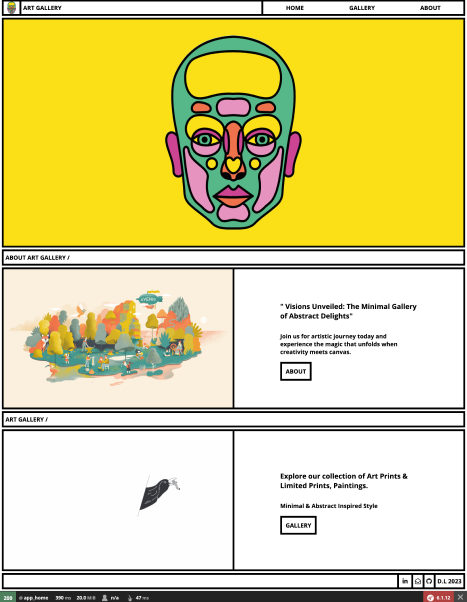 ART GALLERY
HOME
GALLERY
ABOUT
ABOUT ART GALLERY /
" Visions Unveiled: The Minimal Gallery
of Abstract Delights"
Join us for artistic journey today and
experience the magic that unfolds when
creativity meets canvas.
ABOUT
ART GALLERY /
Explore our collection of Art Prints &
Limited Prints, Paintings.
Minimal & Abstract Inspired Style
GALLERY
in
D.L 2023
200 @ app_home 390 ms 20.0 MiB n/a 47 ms 6.1.12